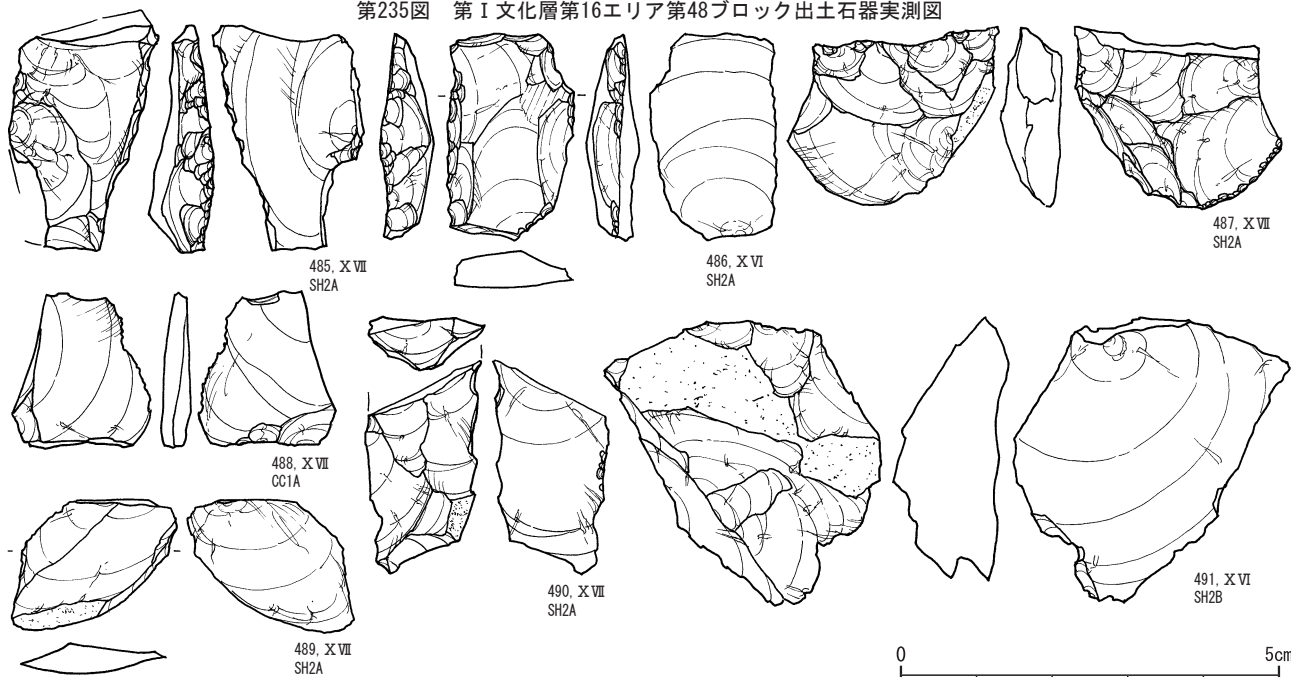 第235図　第Ⅰ文化層第16エリア第48ブロック出土石器実測図
485, ⅩⅦ
SH2A
486, ⅩⅥ
SH2A
487, ⅩⅦ
SH2A
488, ⅩⅦ
CC1A
489, ⅩⅦ
SH2A
490, ⅩⅦ
SH2A
491, ⅩⅥ
SH2B
0 5cm